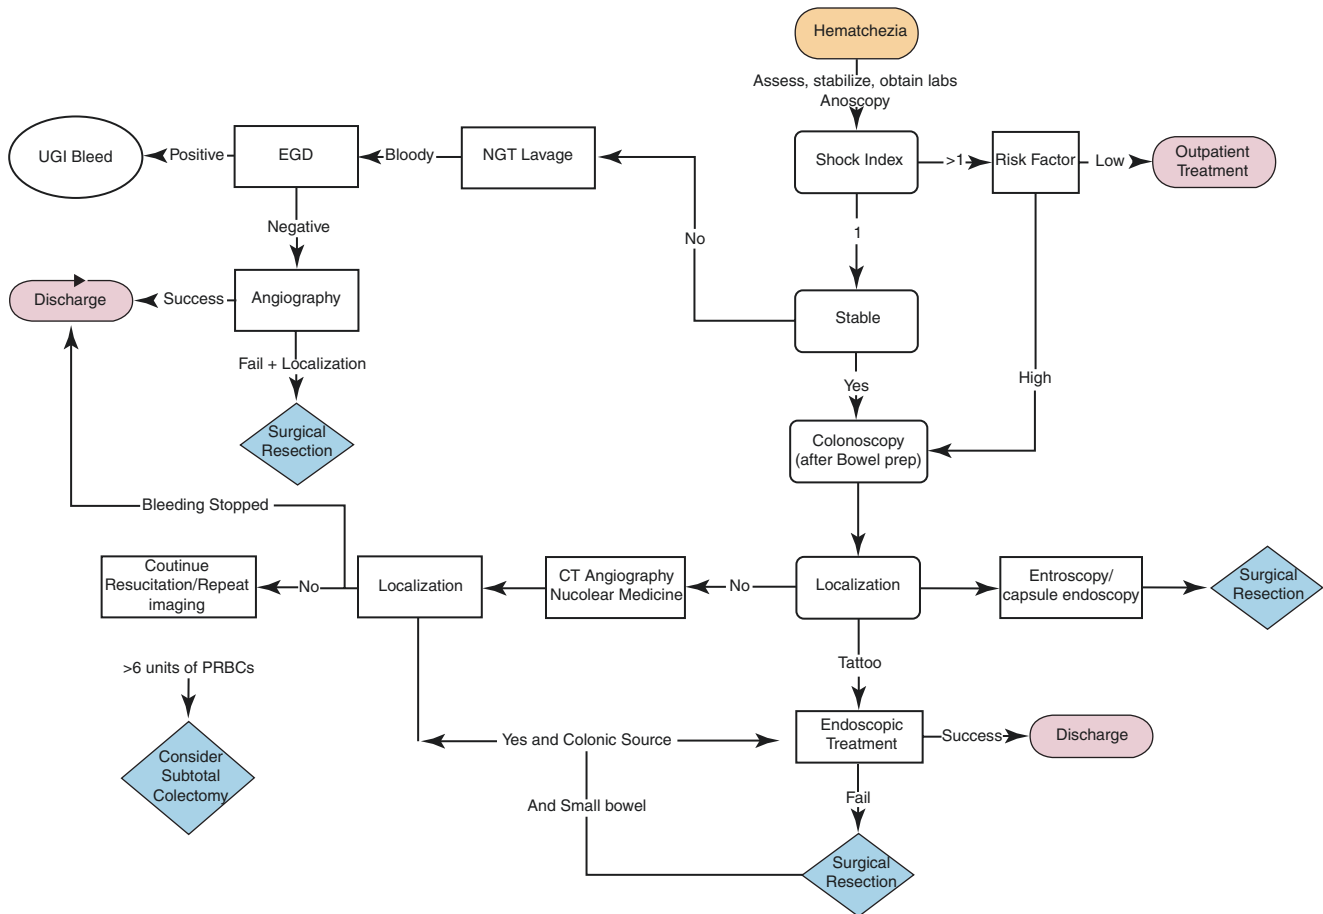 Hematchezia
Assess, stabilize, obtain labs
Anoscopy
UGI Bleed
Positive
EGD
Bloody
NGT Lavage
Shock Index
>1
Risk Factor
Low
Outpatient
Treatment
Negative
No
1
Discharge
Success
Angiography
Stable
Fail + Localization
Yes
High
Surgical
Resection
Colonoscopy
(after Bowel prep)
Bleeding Stopped
Coutinue
Resucitation/Repeat
imaging
No
Localization
CT Angiography
Nucolear Medicine
No
Localization
Entroscopy/
capsule endoscopy
Surgical
Resection
>6 units of PRBCs
Tattoo
Consider
Subtotal
Colectomy
Yes and Colonic Source
Endoscopic
Treatment
Success
Discharge
And Small bowel
Fail
Surgical
Resection